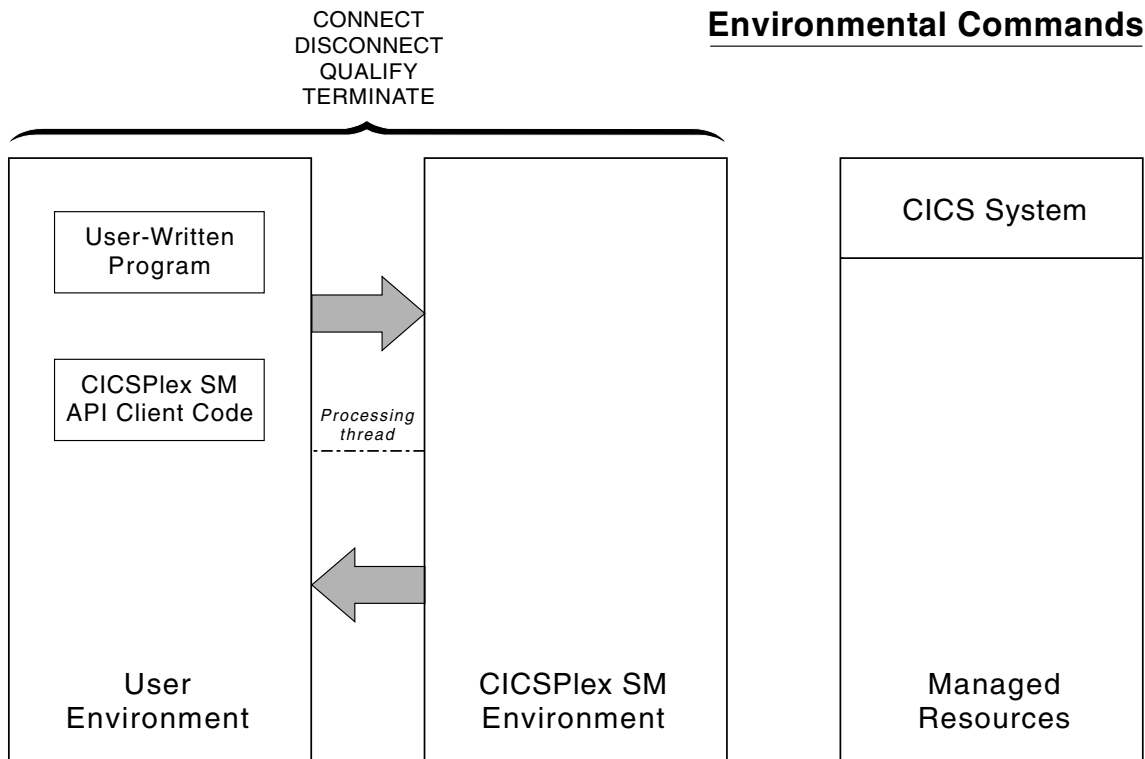 Environmental Commands
CONNECT
DISCONNECT
QUALIFY
TERMINATE
User-Written
Program
CICSPlex SM
API Client Code
Processing
thread
CICS System
User
Environment
CICSPlex SM
Environment
Managed
Resources